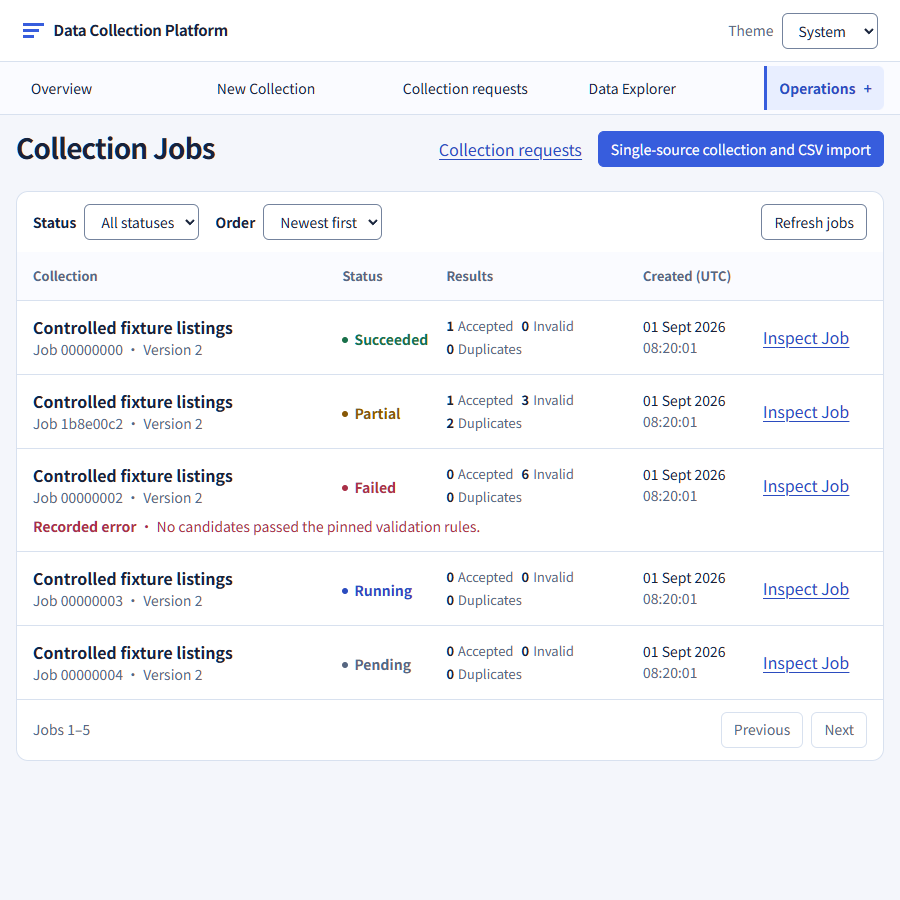 Data Collection Platform
Theme System
Overview New Collection Collection requests Data Explorer Operations +
Collection Jobs Collection requests Single-source collection and CSV import
Status All statuses Order Newest first Refresh jobs
Collection Status Results Created (UTC)
Controlled fixture listings
Job 00000000 • Version 2
• Succeeded
1 Accepted 0 Invalid
0 Duplicates
01 Sept 2026
08:20:01
Inspect Job
Controlled fixture listings
Job 1b8e00c2 • Version 2
• Partial
1 Accepted 3 Invalid
2 Duplicates
01 Sept 2026
08:20:01
Inspect Job
Controlled fixture listings
Job 00000002 • Version 2
• Failed
0 Accepted 6 Invalid
0 Duplicates
01 Sept 2026
08:20:01
Inspect Job
Recorded error • No candidates passed the pinned validation rules.
Controlled fixture listings
Job 00000003 • Version 2
• Running
0 Accepted 0 Invalid
0 Duplicates
01 Sept 2026
08:20:01
Inspect Job
Controlled fixture listings
Job 00000004 • Version 2
• Pending
0 Accepted 0 Invalid
0 Duplicates
01 Sept 2026
08:20:01
Inspect Job
Jobs 1–5 Previous Next